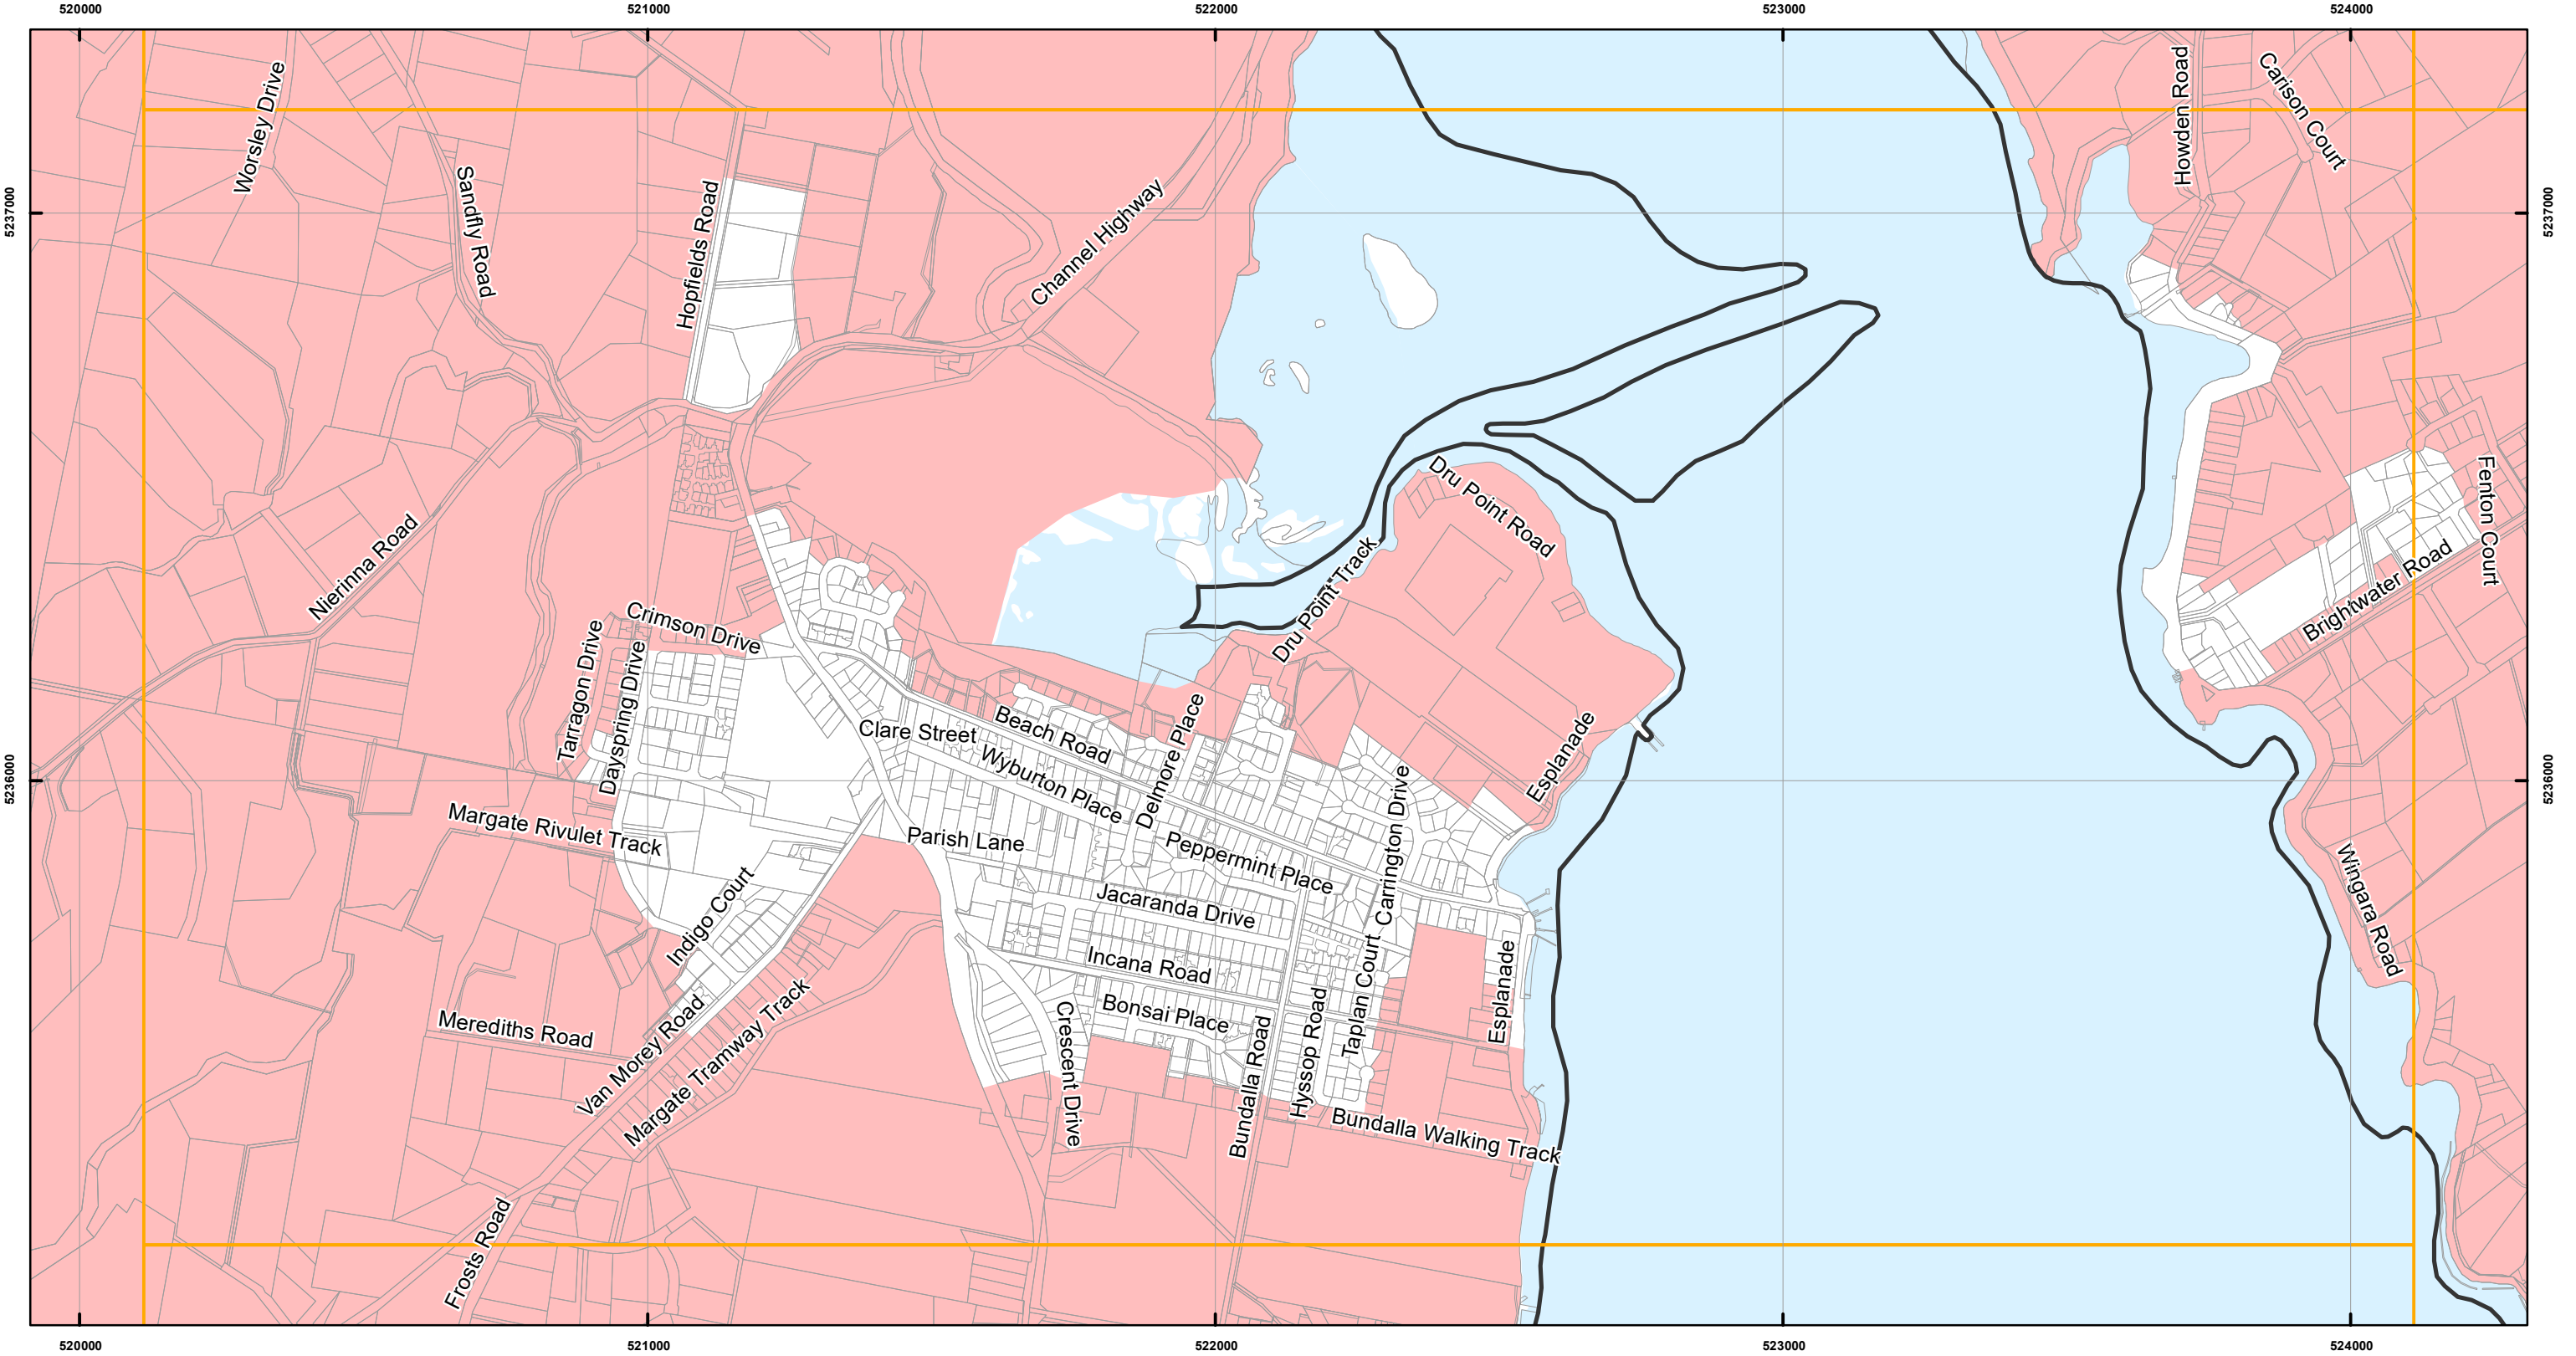 520000
521000
522000
523000
524000
Worsley Drive
Howden Road
Carison Court
Sandfly Road
Hopfields Road
Channel Highway
5237000
5237000
Dru Point Road
Fenton Court
Nierinna Road
Dru Point Track
Brightwater Road
Crimson Drive
Tarragon Drive
Dayspring Drive
Beach Road
Clare Street
Delmore Place
Esplanade
Wyburton Place
5236000
5236000
Carrington Drive
Margate Rivulet Track
Parish Lane
Peppermint Place
Indigo Court
Jacaranda Drive
Wingara Road
Incana Road
Taplan Court
Esplanade
Bonsai Place
Merediths Road
Van Morey Road
Margate Tramway Track
Crescent Drive
Bundalla Road
Hyssop Road
Bundalla Walking Track
Frosts Road
520000
521000
522000
523000
524000